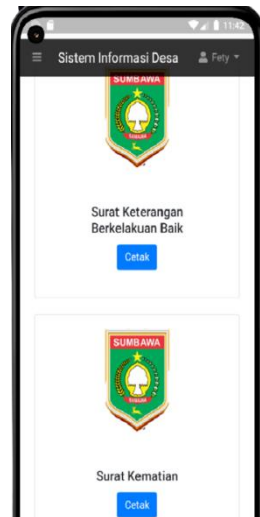 11:42
Sistem Informasi Desa Fety
SUMBAWA
Surat Keterangan
Berkelakuan Baik
Cetak
SUMBAWA
Surat Kematian
Cetak